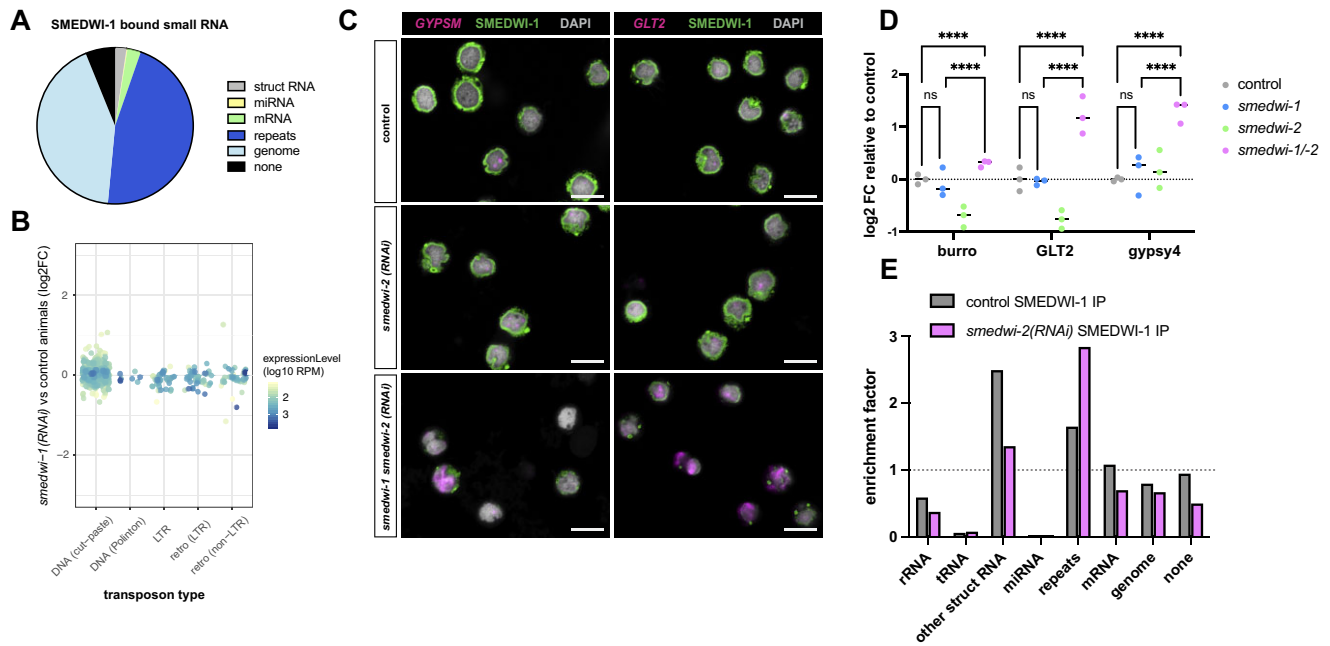 A
SMEDWI-1 bound small RNA
struct RNA
miRNA
mRNA
repeats
genome
none
B
smedwi−1(RNAi) vs control animals (log2FC)
2
0
−2
DNA (cut−paste)
DNA (Polinton)
LTR
retro (LTR)
retro (non−LTR)
transposon type
expressionLevel
(log10 RPM)
2
3
C
GYPSM SMEDWI-1 DAPI
GLT2 SMEDWI-1 DAPI
control
smedwi-2 (RNAi)
smedwi-1 smedwi-2 (RNAi)
D
log2 FC relative to control
2
1
0
-1
**** **** ****
**** **** ****
ns ns ns
burro GLT2 gypsy4
control
smedwi-1
smedwi-2
smedwi-1/-2
E
control SMEDWI-1 IP
smedwi-2(RNAi) SMEDWI-1 IP
enrichment factor
3
2
1
0
rRNA
tRNA
other struct RNA
miRNA
repeats
mRNA
genome
none